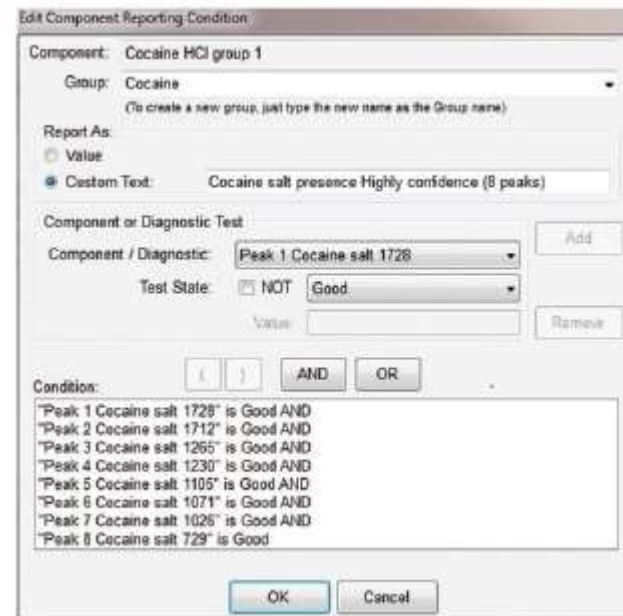 Edit Component Reporting Condition
Component: Cocaine HCl group 1
Group: Cocaine
(To create a new group, just type the new name as the Group name)
Report As:
Value
Custom Text: Cocaine salt presence Highly confidence (8 peaks)
Component or Diagnostic Test
Component / Diagnostic: Peak 1 Cocaine salt 1728
Add
Test State: NOT Good
Value:
Remove
( ) AND OR
Condition:
"Peak 1 Cocaine salt 1728" is Good AND
"Peak 2 Cocaine salt 1712" is Good AND
"Peak 3 Cocaine salt 1265" is Good AND
"Peak 4 Cocaine salt 1230" is Good AND
"Peak 5 Cocaine salt 1105" is Good AND
"Peak 6 Cocaine salt 1071" is Good AND
"Peak 7 Cocaine salt 1026" is Good AND
"Peak 8 Cocaine salt 729" is Good
OK Cancel